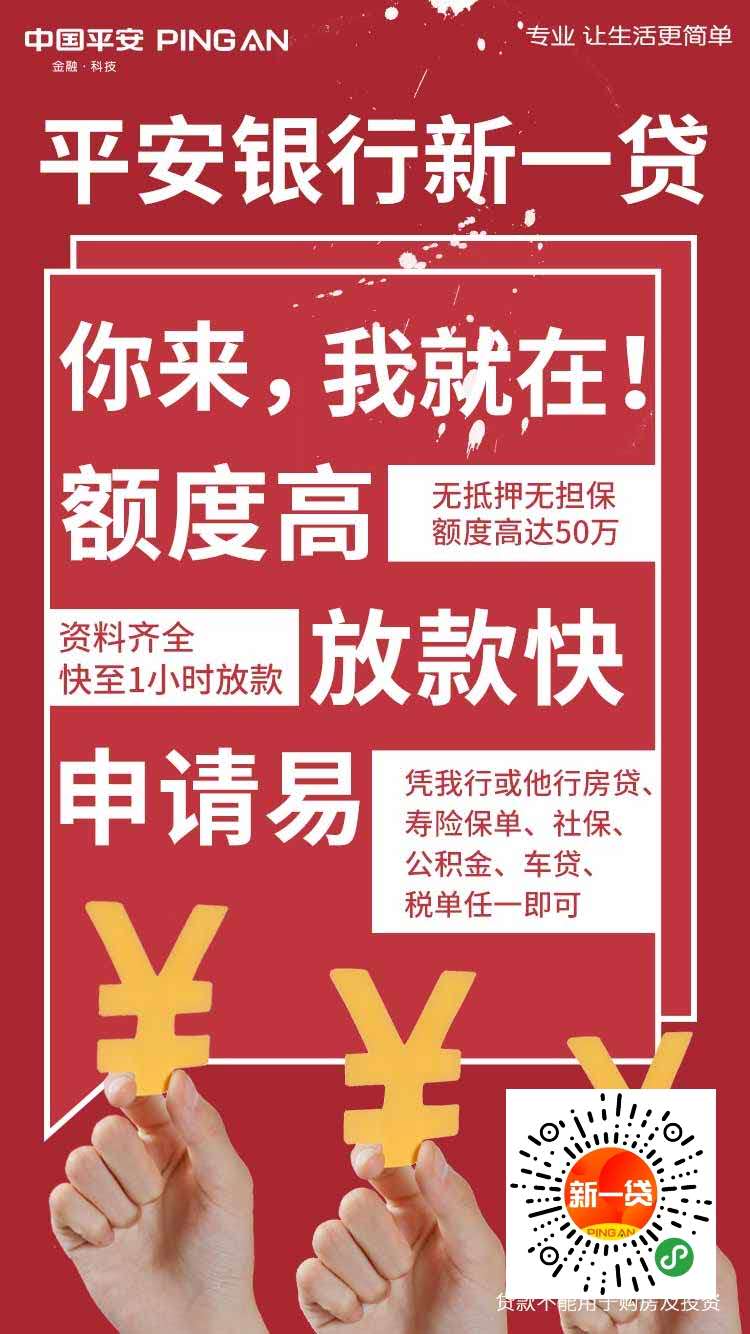 中国平安 PING AN
金融·科技
专业 让生活更简单
平安银行新一贷
你来，我就在！
额度高
无抵押无担保
额度高达50万
资料齐全
快至1小时放款
放款快
申请易
凭我行或他行房贷、
寿险保单、社保、
公积金、车贷、
税单任一即可
新一贷
PING AN
贷款不能用于购房及投资